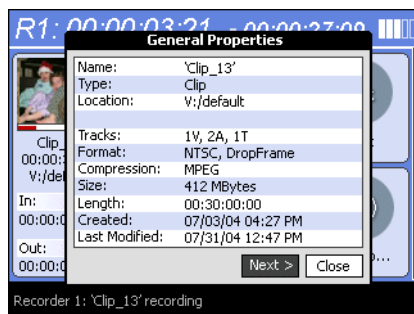 R1: 00:00:03:21 - 00:00:27:09
General Properties
Name: 'Clip_13'
Type: Clip
Location: V:/default
Tracks: 1V, 2A, 1T
Format: NTSC, DropFrame
Compression: MPEG
Size: 412 MBytes
Length: 00:30:00:00
Created: 07/03/04 04:27 PM
Last Modified: 07/31/04 12:47 PM
Next > Close
Clip_
00:00:
V:/def
In:
00:00:0
Out:
00:00:0
Recorder 1: 'Clip_13' recording